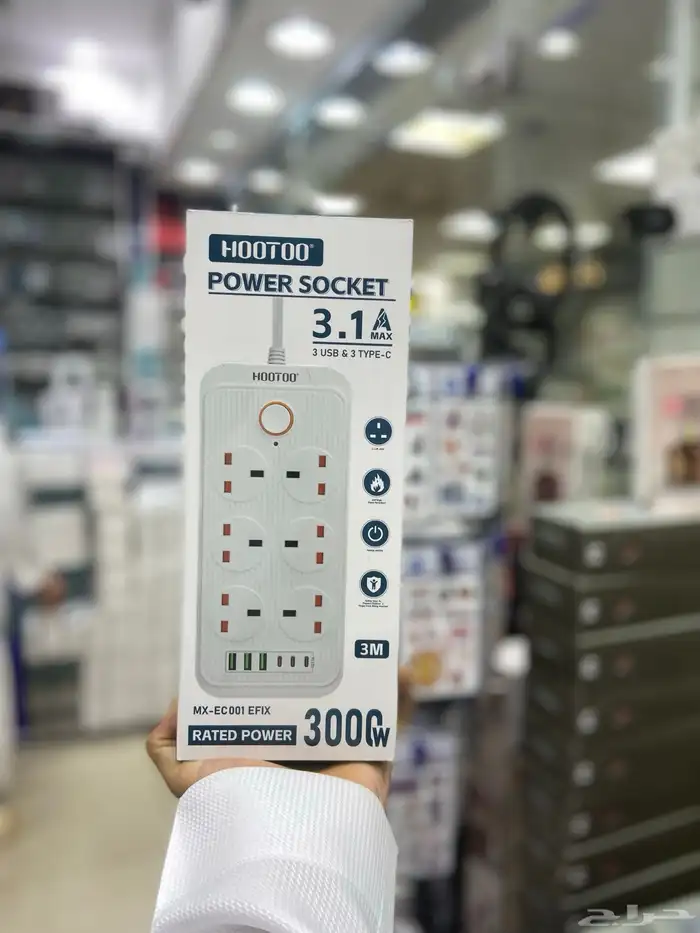 HOOTOO®
POWER SOCKET
3.1A
MAX
3 USB & 3 TYPE-C
HOOTOO®
3M
MX-EC001 EFIX
RATED POWER 3000W
حراج